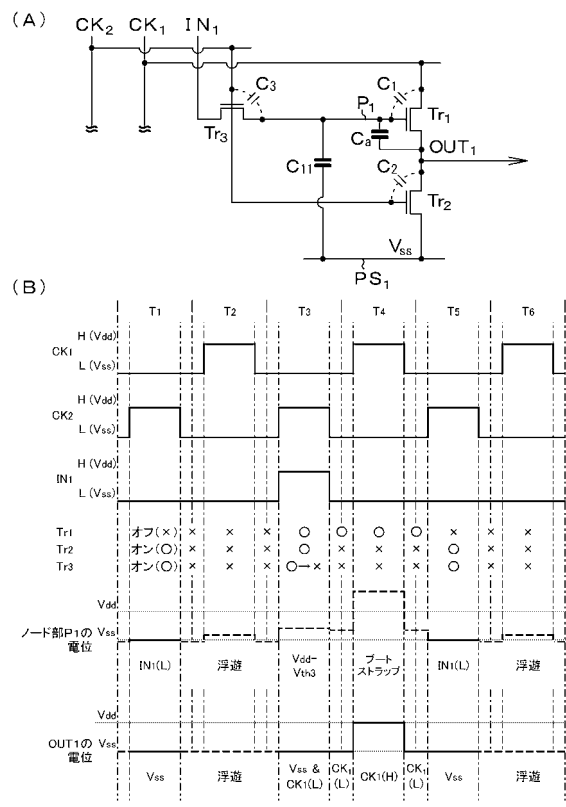 (A)
CK2 CK1 IN1
C3 P1 C1
Tr3 Tr1
Ca OUT1
C11 C2
Tr2
Vss
PS1
(B)
T1 T2 T3 T4 T5 T6
CK1 H (Vdd)
L (Vss)
CK2 H (Vdd)
L (Vss)
IN1 H (Vdd)
L (Vss)
Tr1 オフ(×) × × × × ○ ○ ○ ○ × × × ×
Tr2 オン(○) × × × ○ × × × ○ × × ×
Tr3 オン(○) × × × ○→× × × × ○ × × ×
Vdd
ノード部P1の電位 Vss
IN1(L) 浮遊 Vdd-Vth3 ブートストラップ IN1(L) 浮遊
Vdd
OUT1の電位 Vss
Vss 浮遊 Vss & CK1(L) CK1(L) CK1(H) CK1(L) Vss 浮遊